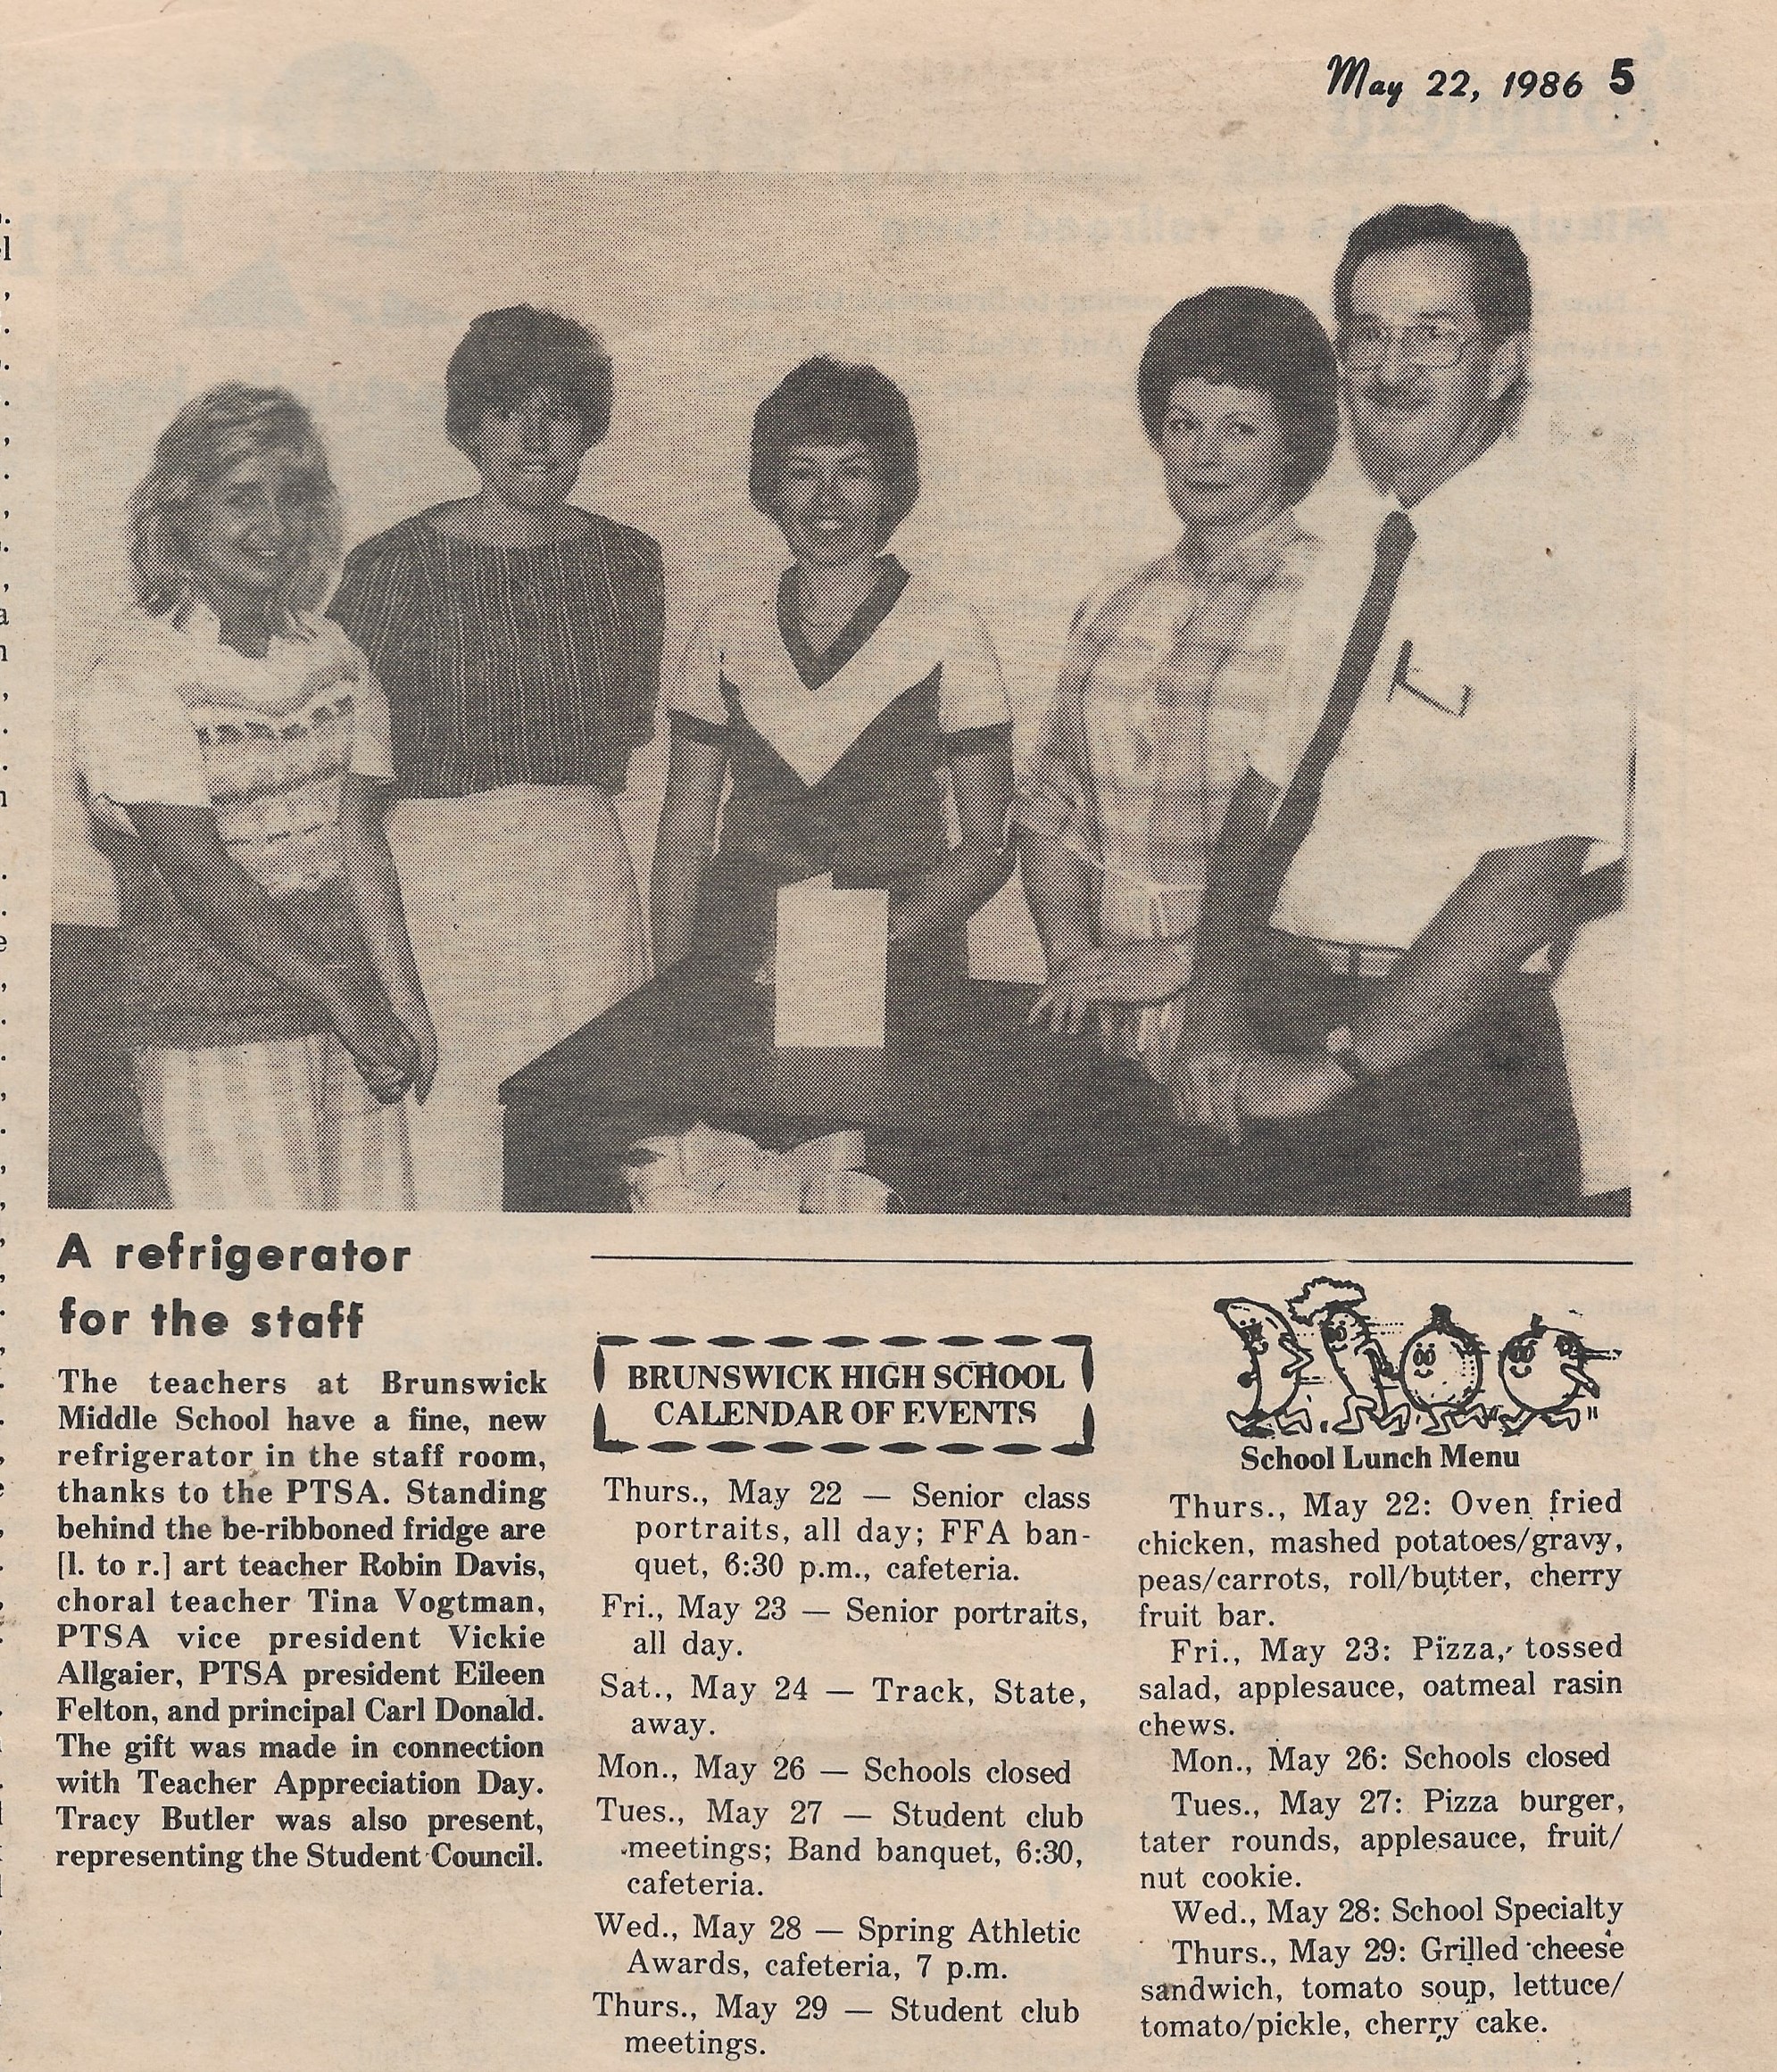 May 22, 1986 5
A refrigerator
for the staff
The teachers at Brunswick
Middle School have a fine, new
refrigerator in the staff room,
thanks to the PTSA. Standing
behind the be-ribboned fridge are
[l. to r.] art teacher Robin Davis,
choral teacher Tina Vogtman,
PTSA vice president Vickie
Allgaier, PTSA president Eileen
Felton, and principal Carl Donald.
The gift was made in connection
with Teacher Appreciation Day.
Tracy Butler was also present,
representing the Student Council.
BRUNSWICK HIGH SCHOOL
CALENDAR OF EVENTS
Thurs., May 22 — Senior class
portraits, all day; FFA ban-
quet, 6:30 p.m., cafeteria.
Fri., May 23 — Senior portraits,
all day.
Sat., May 24 — Track, State,
away.
Mon., May 26 — Schools closed
Tues., May 27 — Student club
meetings; Band banquet, 6:30,
cafeteria.
Wed., May 28 — Spring Athletic
Awards, cafeteria, 7 p.m.
Thurs., May 29 — Student club
meetings.
School Lunch Menu
Thurs., May 22: Oven fried
chicken, mashed potatoes/gravy,
peas/carrots, roll/butter, cherry
fruit bar.
Fri., May 23: Pizza, tossed
salad, applesauce, oatmeal rasin
chews.
Mon., May 26: Schools closed
Tues., May 27: Pizza burger,
tater rounds, applesauce, fruit/
nut cookie.
Wed., May 28: School Specialty
Thurs., May 29: Grilled cheese
sandwich, tomato soup, lettuce/
tomato/pickle, cherry cake.